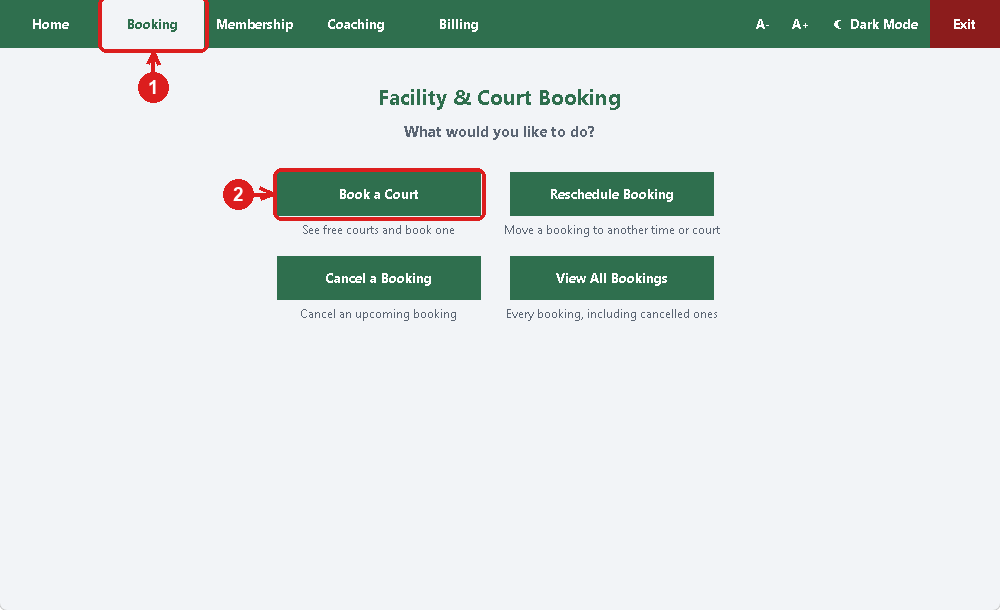 Home Booking Membership Coaching Billing A- A+ ☾ Dark Mode Exit
1
Facility & Court Booking
What would you like to do?
2 Book a Court Reschedule Booking
See free courts and book one Move a booking to another time or court
Cancel a Booking View All Bookings
Cancel an upcoming booking Every booking, including cancelled ones